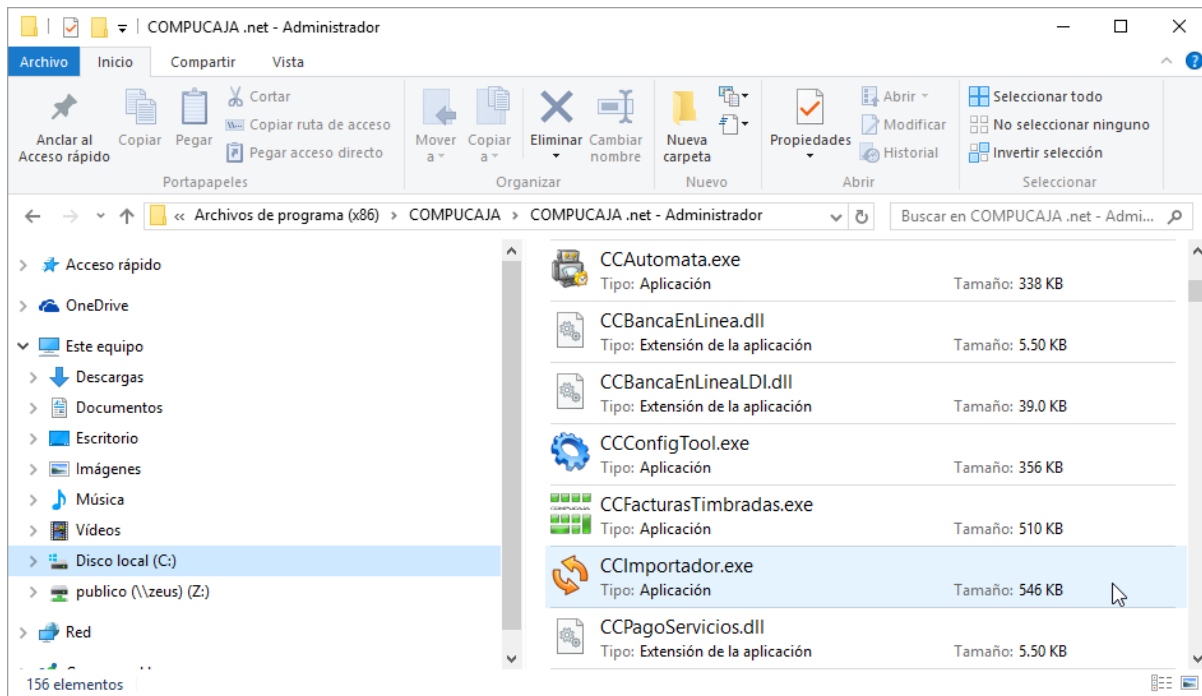 COMPUCAJA .net - Administrador
Archivo Inicio Compartir Vista
Anclar al Acceso rápido
Copiar
Pegar
Cortar
Copiar ruta de acceso
Pegar acceso directo
Portapapeles
Mover a
Copiar a
Eliminar
Cambiar nombre
Organizar
Nueva carpeta
Nuevo
Propiedades
Abrir
Modificar
Historial
Abrir
Seleccionar todo
No seleccionar ninguno
Invertir selección
Seleccionar
« Archivos de programa (x86) > COMPUCAJA > COMPUCAJA .net - Administrador
Buscar en COMPUCAJA .net - Admi...
Acceso rápido
OneDrive
Este equipo
Descargas
Documentos
Escritorio
Imágenes
Música
Vídeos
Disco local (C:)
publico (\\zeus) (Z:)
Red
CCAutomata.exe
Tipo: Aplicación Tamaño: 338 KB
CCBancaEnLinea.dll
Tipo: Extensión de la aplicación Tamaño: 5.50 KB
CCBancaEnLineaLDI.dll
Tipo: Extensión de la aplicación Tamaño: 39.0 KB
CCConfigTool.exe
Tipo: Aplicación Tamaño: 356 KB
COMPUCAJA
CCFacturasTimbradas.exe
Tipo: Aplicación Tamaño: 510 KB
CCImportador.exe
Tipo: Aplicación Tamaño: 546 KB
CCPagoServicios.dll
Tipo: Extensión de la aplicación Tamaño: 5.50 KB
156 elementos